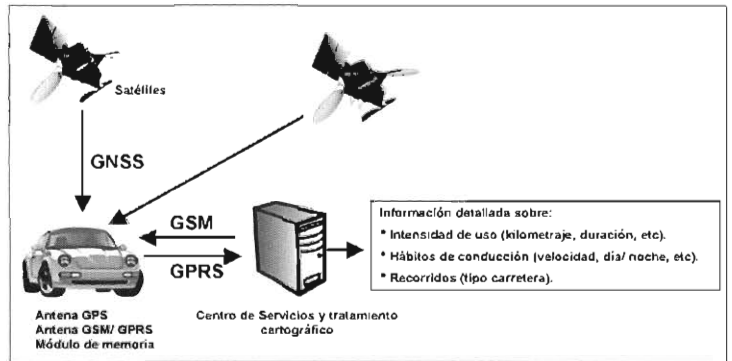 Satélites
GNSS
GSM
GPRS
Información detallada sobre:
* Intensidad de uso (kilometraje, duración, etc).
* Hábitos de conducción (velocidad, día/ noche, etc).
* Recorridos (tipo carretera).
Antena GPS
Antena GSM/ GPRS
Módulo de memoria
Centro de Servicios y tratamiento
cartográfico